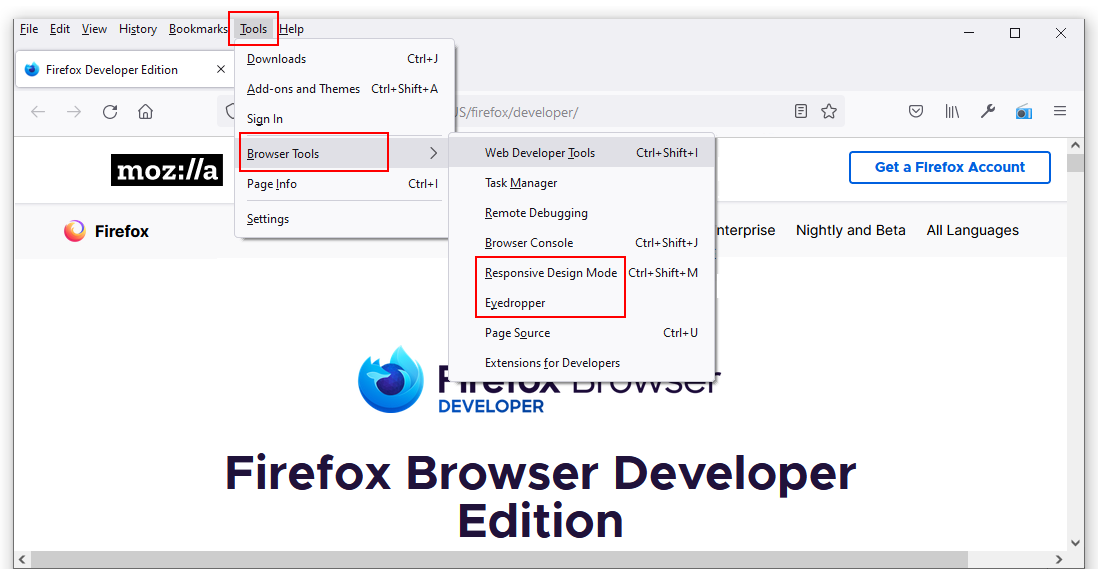 File Edit View History Bookmarks Tools Help
Firefox Developer Edition
Downloads Ctrl+J
Add-ons and Themes Ctrl+Shift+A
/firefox/developer/
Sign In
Browser Tools
Web Developer Tools Ctrl+Shift+I
moz://a
Get a Firefox Account
Page Info Ctrl+I
Task Manager
Settings
Remote Debugging
Firefox
nterprise Nightly and Beta All Languages
Browser Console Ctrl+Shift+J
Responsive Design Mode Ctrl+Shift+M
Eyedropper
Page Source Ctrl+U
Extensions for Developers
Firefox Browser
DEVELOPER
Firefox Browser Developer
Edition